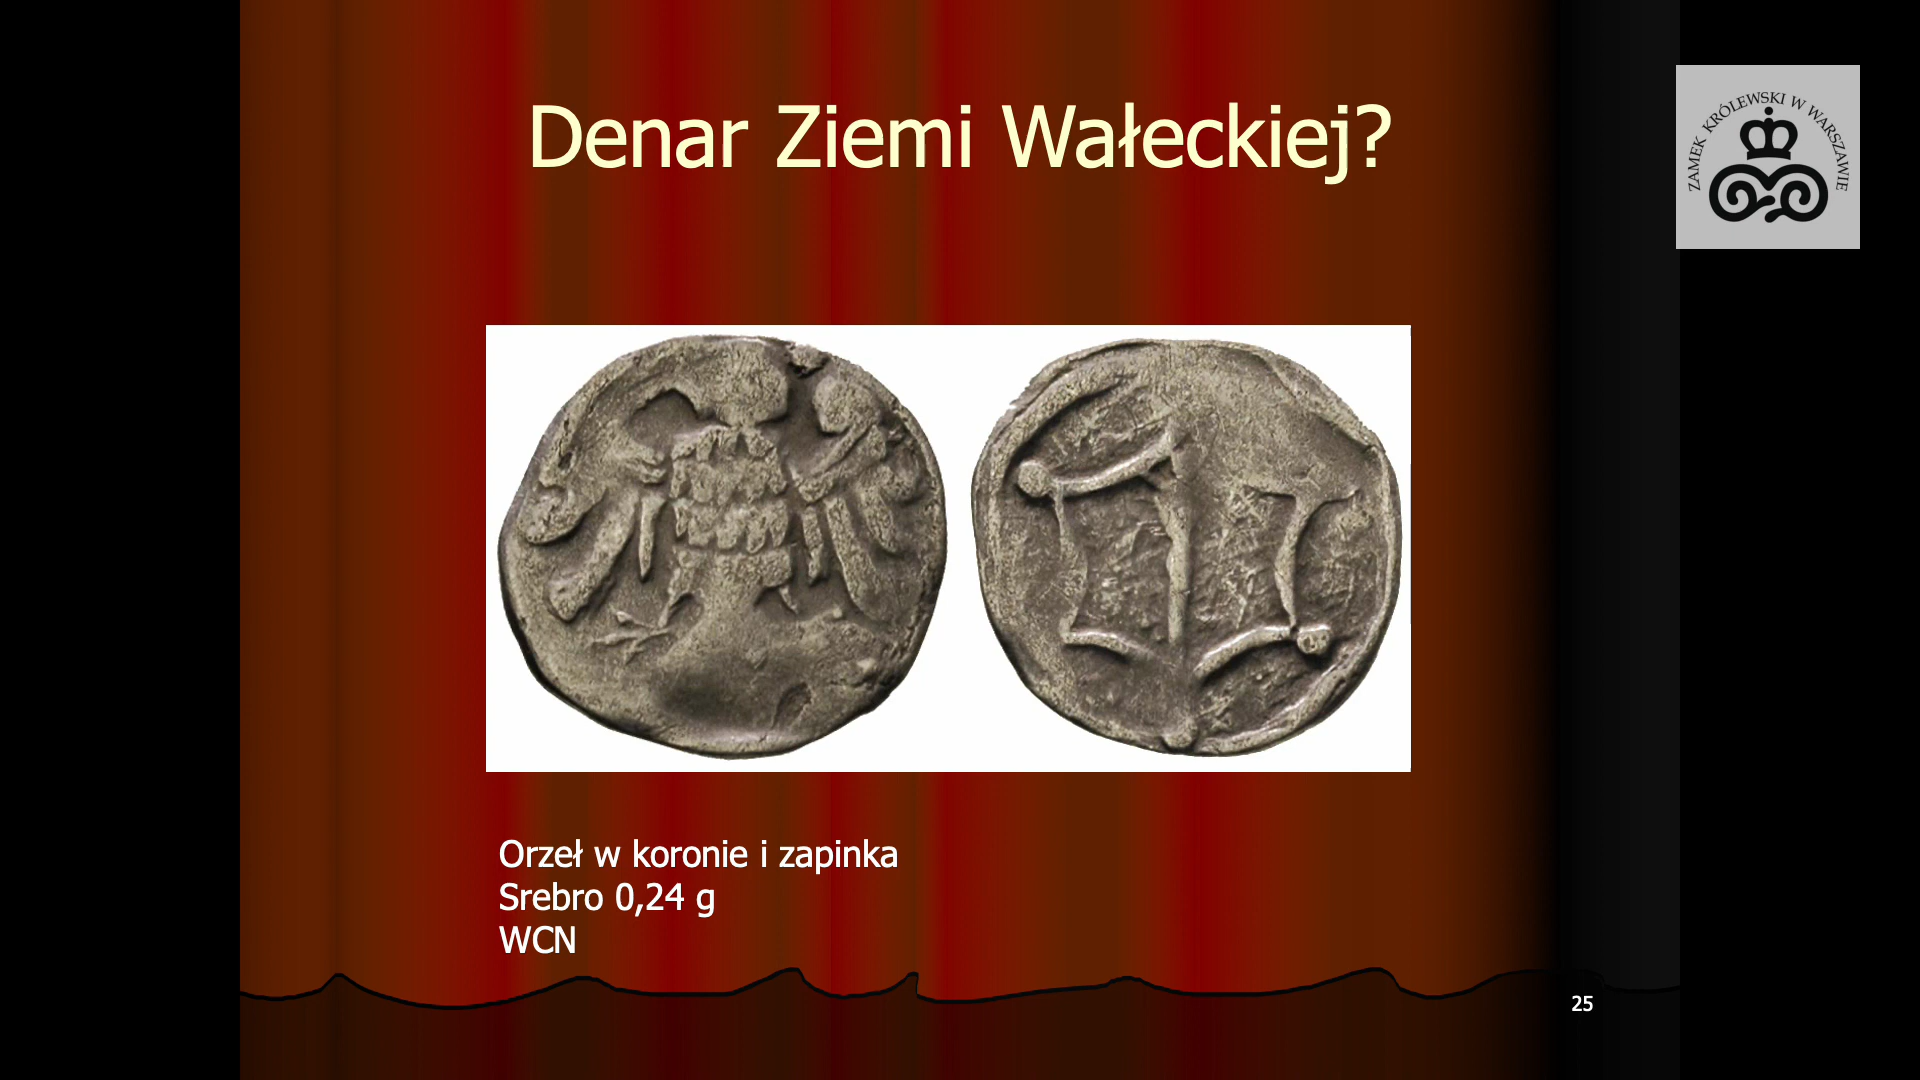 Denar Ziemi Wałeckiej?
ZAMEK KRÓLEWSKI W WARSZAWIE
Orzeł w koronie i zapinka
Srebro 0,24 g
WCN
25